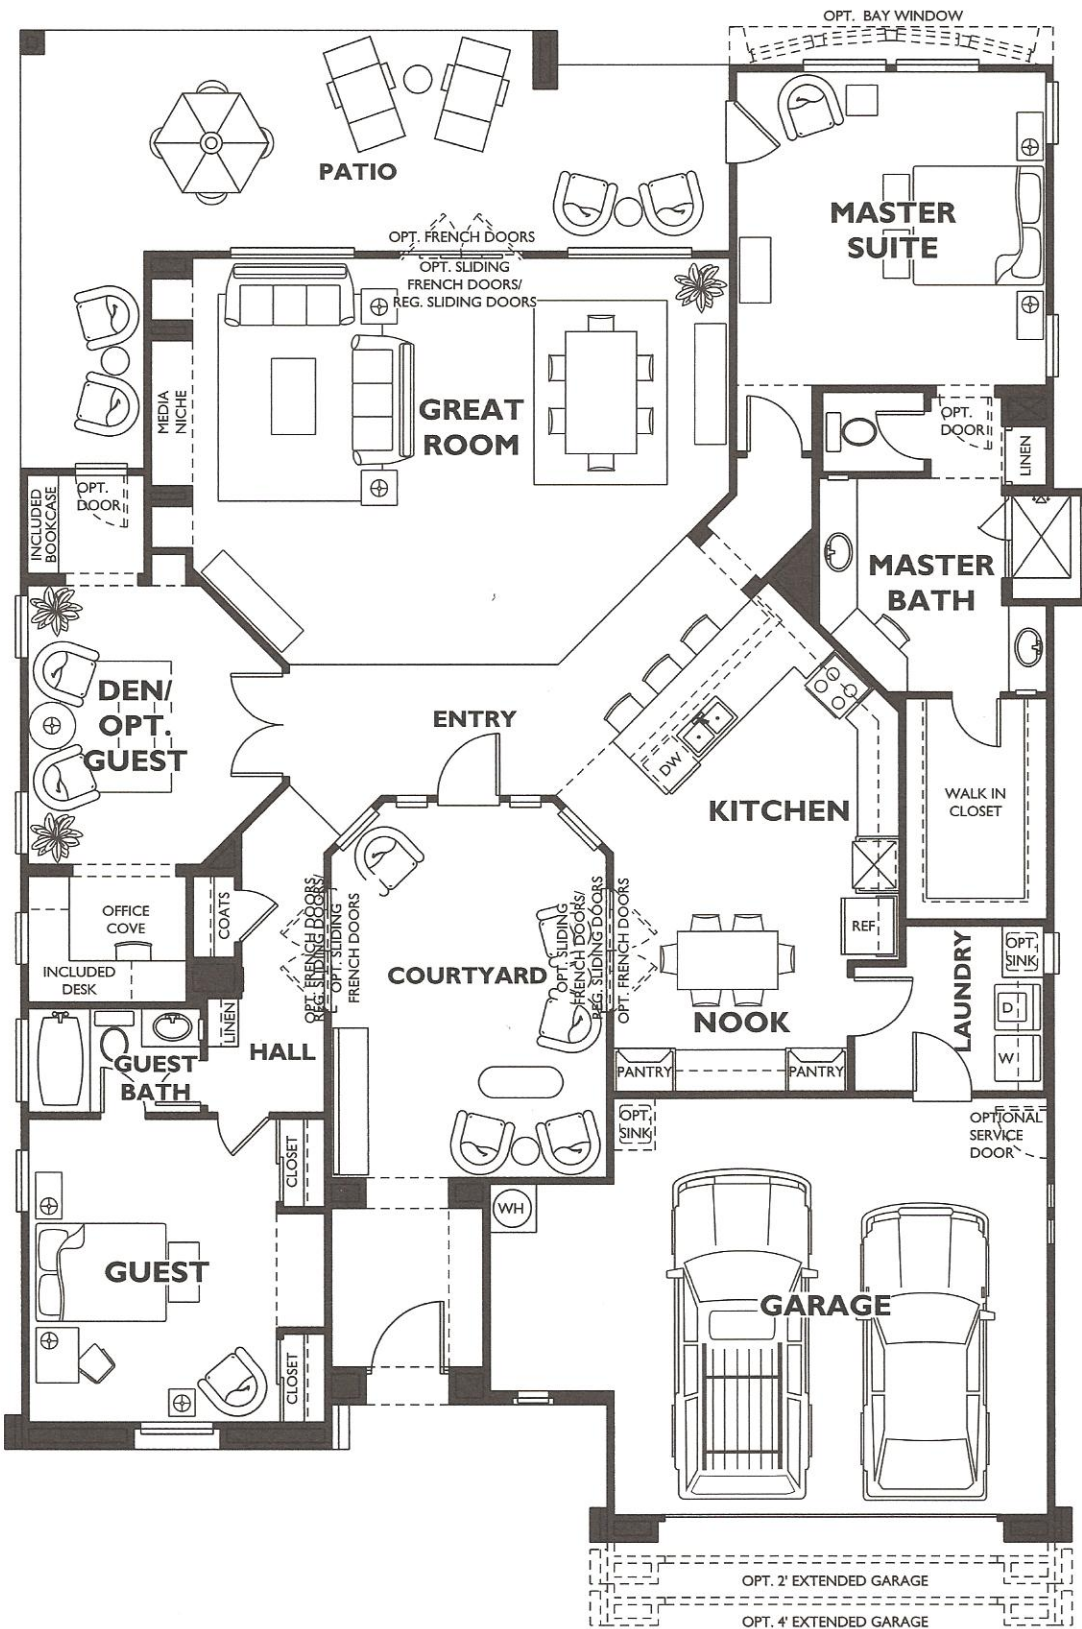 OPT. BAY WINDOW
PATIO
MASTER
SUITE
OPT. FRENCH DOORS
OPT. SLIDING
FRENCH DOORS/
REG. SLIDING DOORS
MEDIA
NICHE
GREAT
ROOM
OPT.
DOOR
LINEN
INCLUDED
BOOKCASE
OPT.
DOOR
MASTER
BATH
DEN/
OPT.
GUEST
ENTRY
DW
KITCHEN
WALK IN
CLOSET
OFFICE
COVE
COATS
INCLUDED
DESK
OPT. FRENCH DOORS/
REG. SLIDING DOORS/
OPT. SLIDING
FRENCH DOORS
COURTYARD
OPT. SLIDING
FRENCH DOORS/
REG. SLIDING DOORS
OPT. FRENCH DOORS
REF
LAUNDRY
OPT.
SINK
D
W
NOOK
LINEN
HALL
GUEST
BATH
PANTRY
PANTRY
OPT.
SINK
OPTIONAL
SERVICE
DOOR
CLOSET
WH
GUEST
GARAGE
CLOSET
OPT. 2' EXTENDED GARAGE
OPT. 4' EXTENDED GARAGE